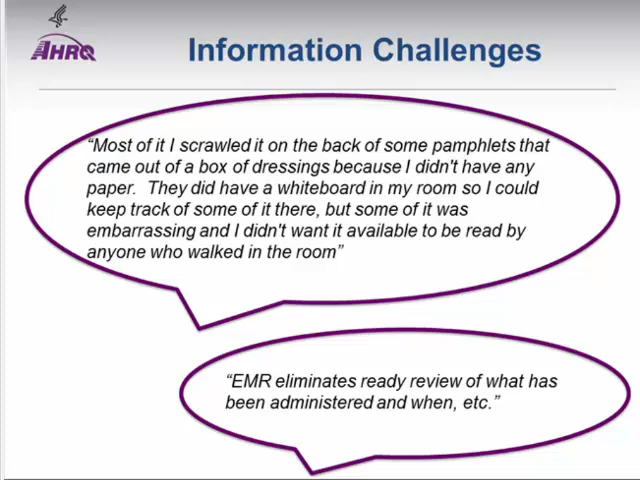 AHRQ
Information Challenges
“Most of it I scrawled it on the back of some pamphlets that
came out of a box of dressings because I didn't have any
paper. They did have a whiteboard in my room so I could
keep track of some of it there, but some of it was
embarrassing and I didn't want it available to be read by
anyone who walked in the room”
“EMR eliminates ready review of what has
been administered and when, etc.”